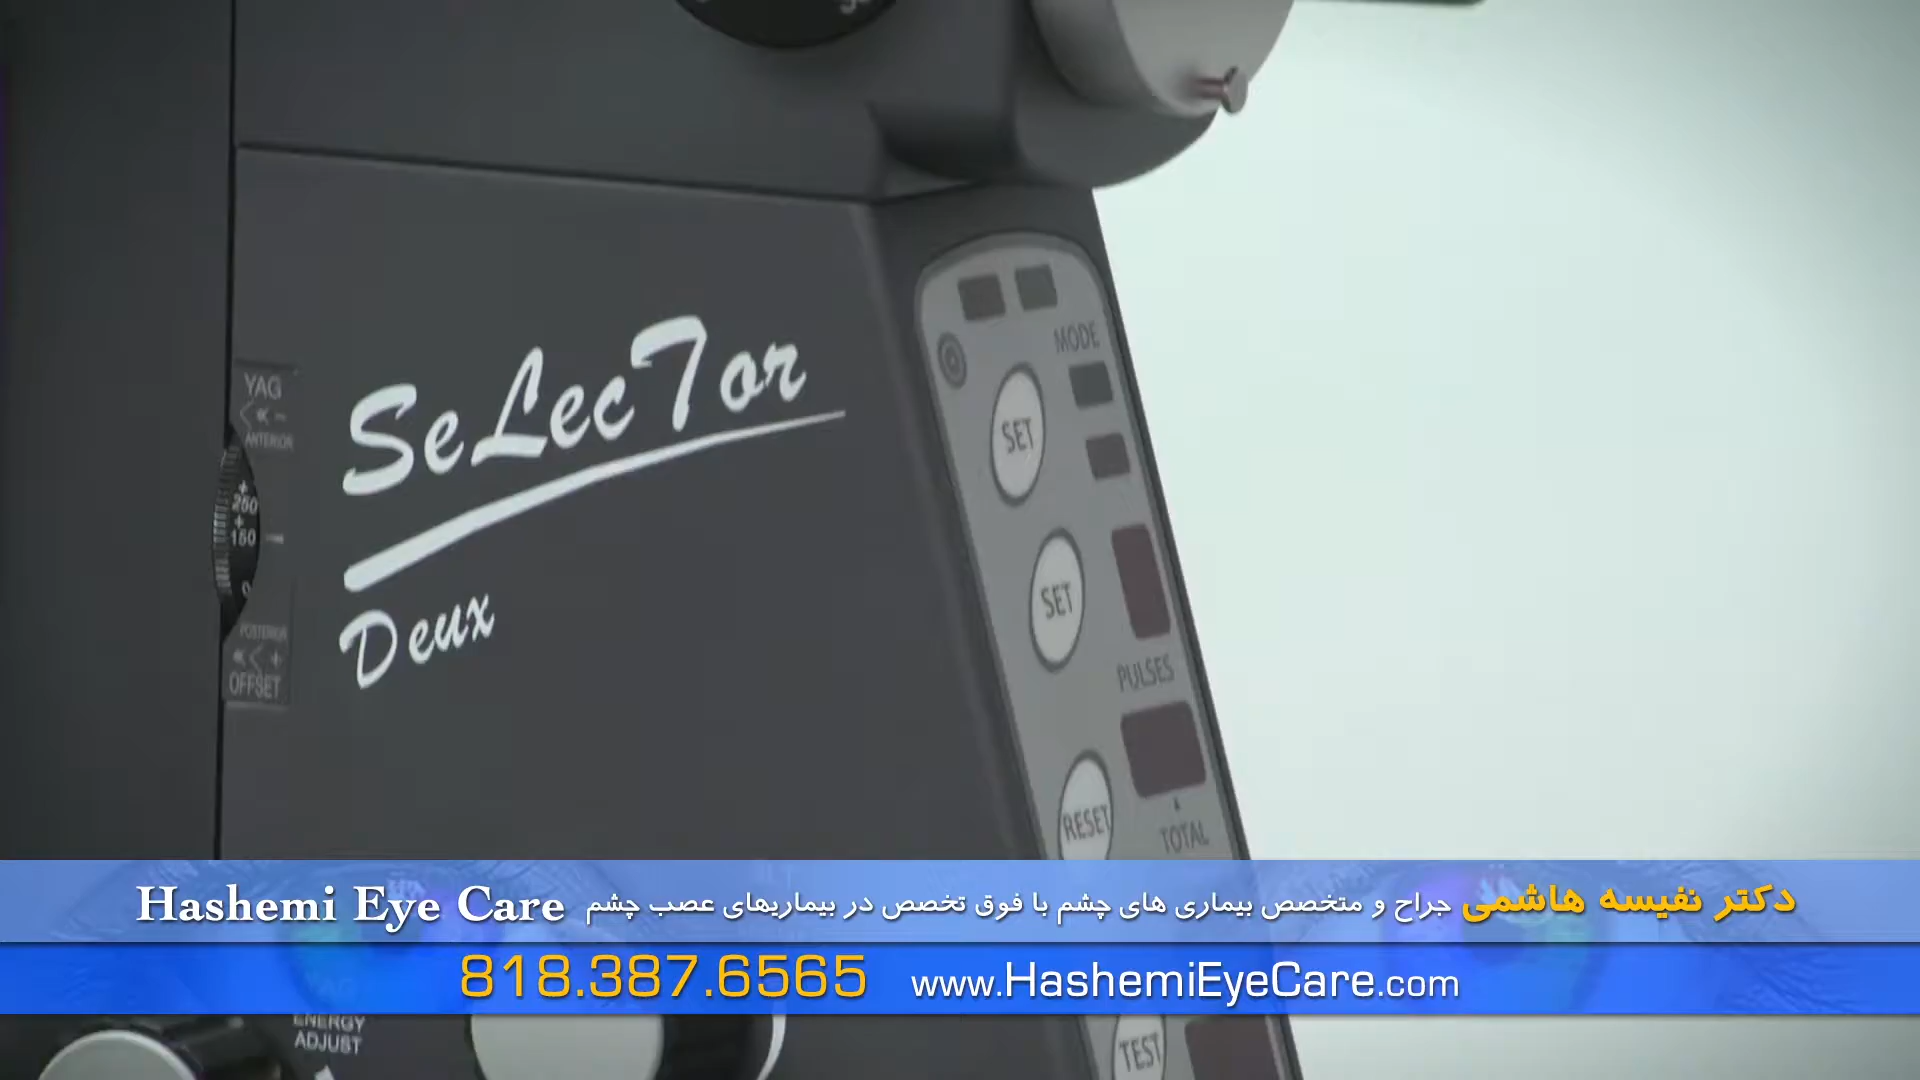 SeLecTor
Deux
YAG
ANTERIOR
+
250
+
150
0
POSTERIOR
OFFSET
MODE
SET
SET
PULSES
RESET
TOTAL
Hashemi Eye Care دکتر نفیسه هاشمی جراح و متخصص بیماری های چشم با فوق تخصص در بیماریهای عصب چشم
818.387.6565 www.HashemiEyeCare.com
ENERGY
ADJUST
TEST